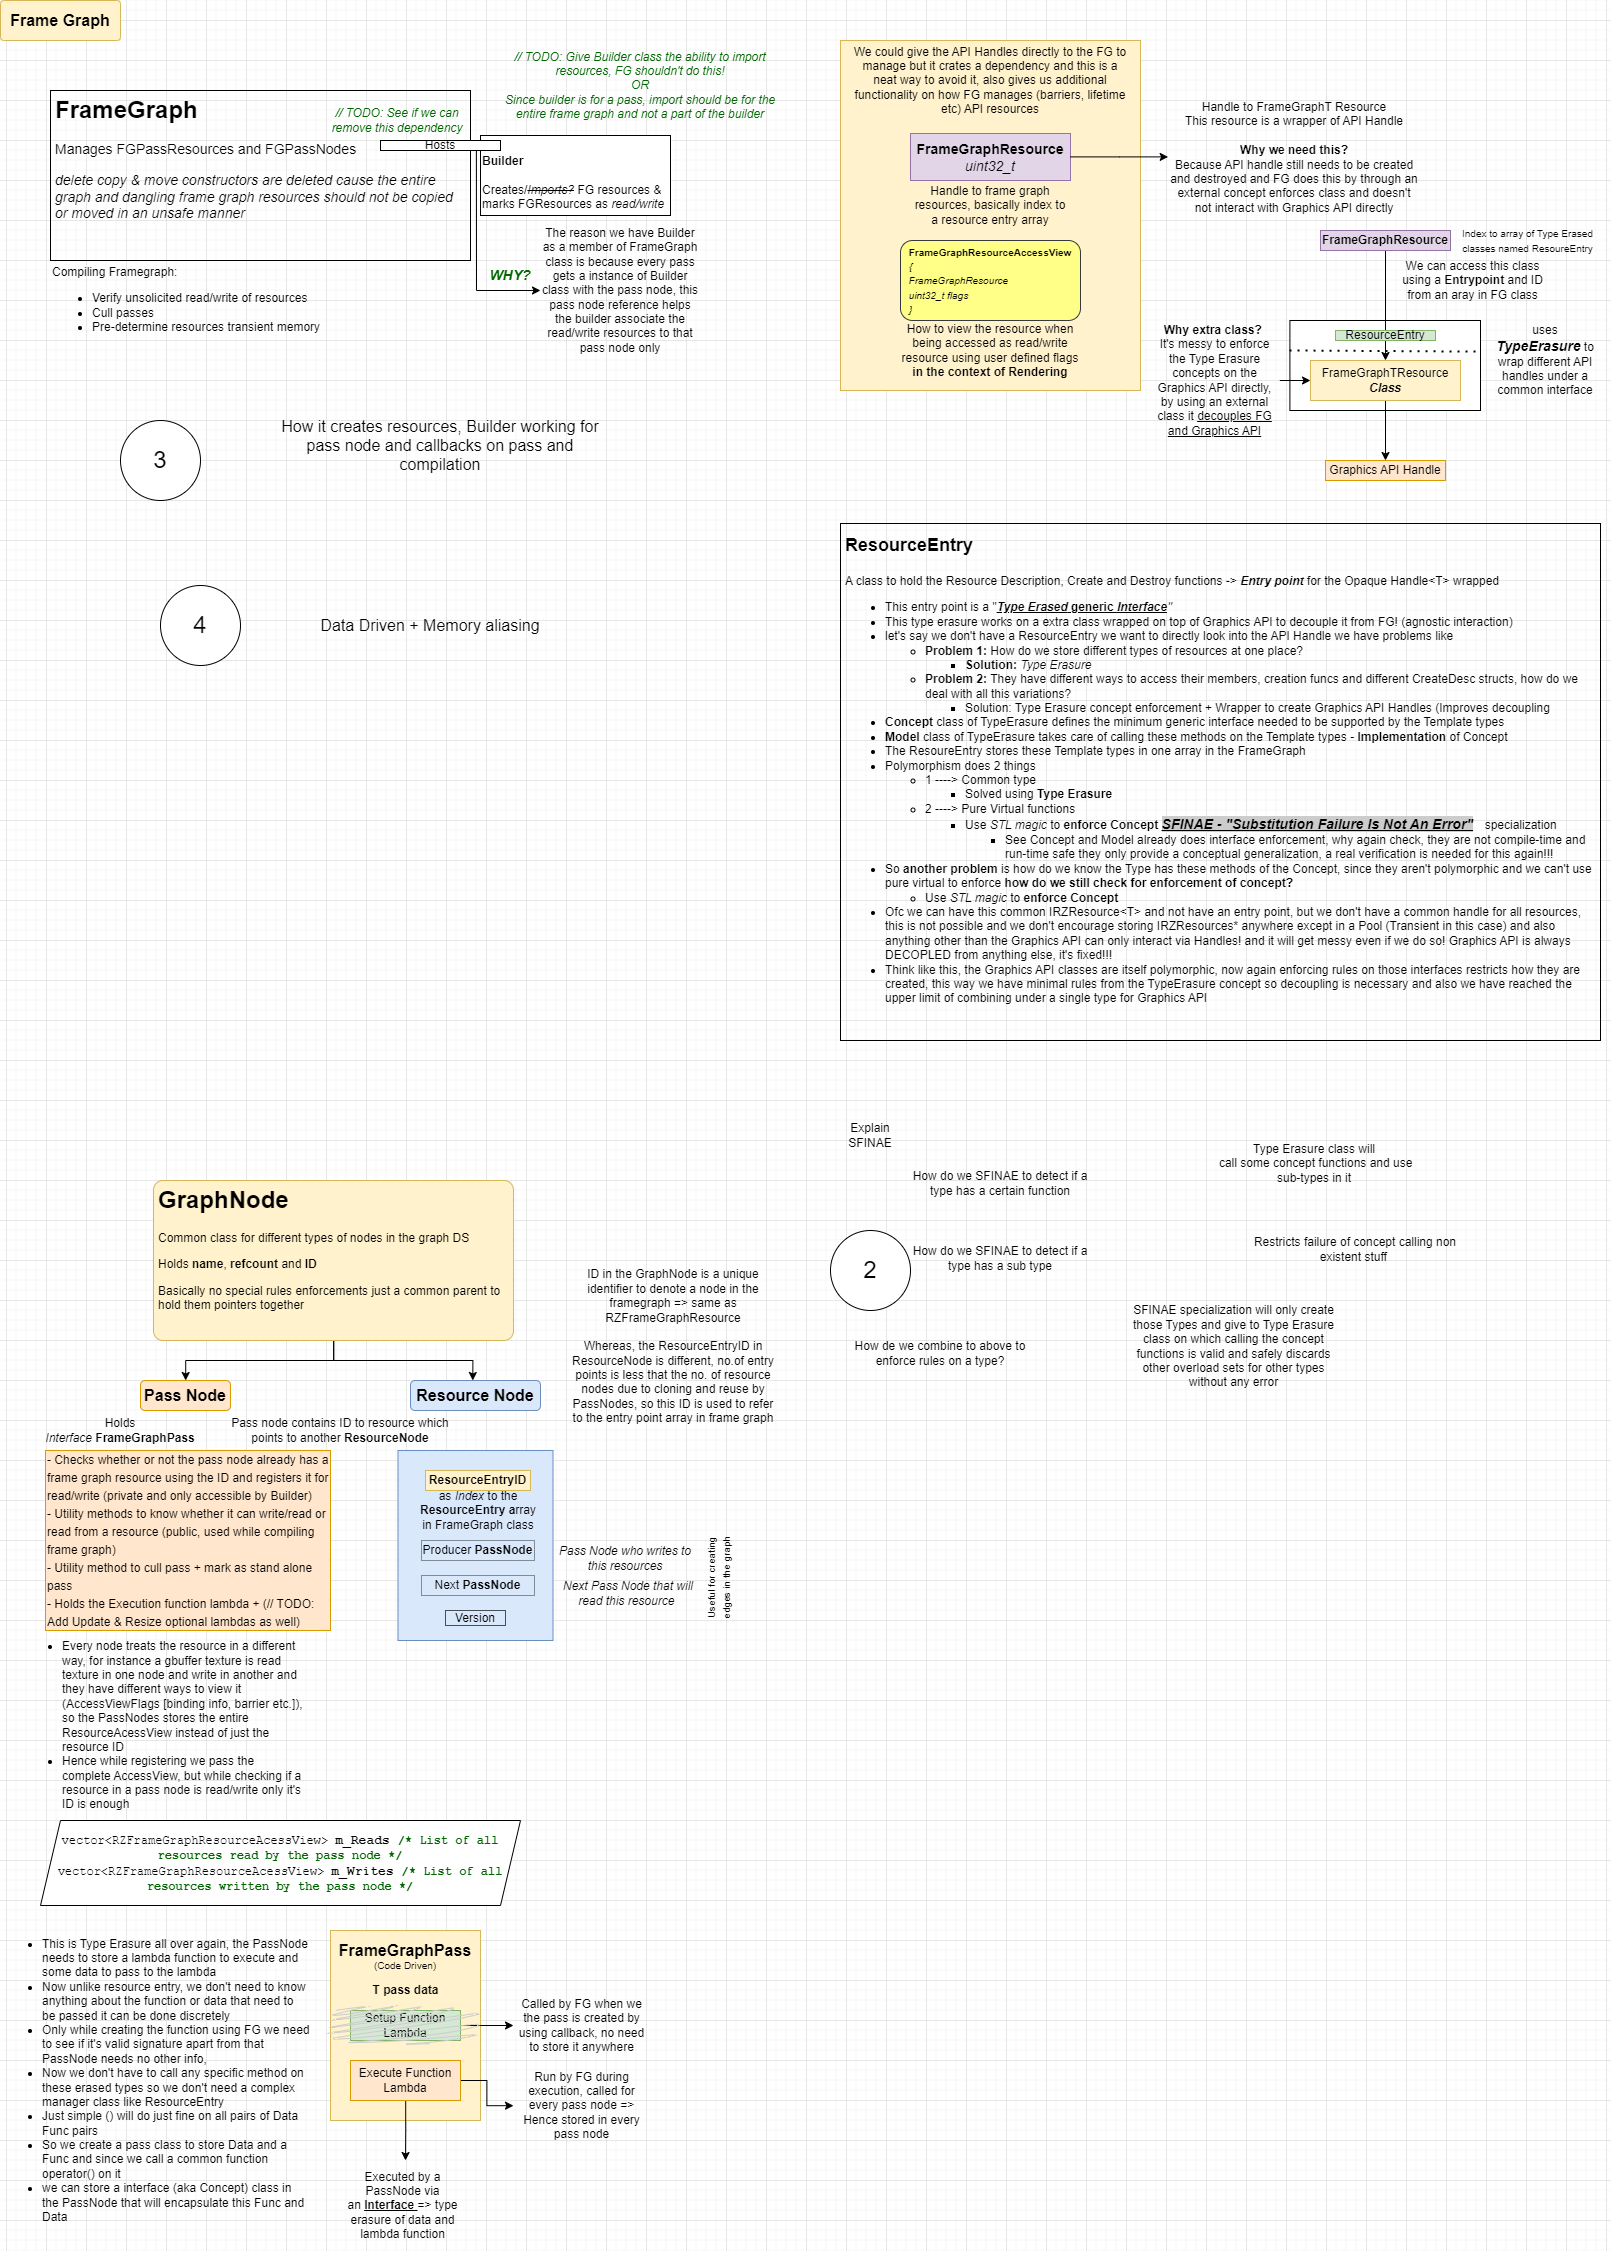 Frame Graph
// TODO: Give Builder class the ability to import
resources, FG shouldn't do this!
OR
Since builder is for a pass, import should be for the
entire frame graph and not a part of the builder
FrameGraph
// TODO: See if we can
remove this dependency
Manages FGPassResources and FGPassNodes
delete copy & move constructors are deleted cause the entire
graph and dangling frame graph resources should not be copied
or moved in an unsafe manner
Hosts
Builder
Creates/Imports? FG resources &
marks FGResources as read/write
WHY?
The reason we have Builder
as a member of FrameGraph
class is because every pass
gets a instance of Builder
class with the pass node, this
pass node reference helps
the builder associate the
read/write resources to that
pass node only
Compiling Framegraph:
• Verify unsolicited read/write of resources
• Cull passes
• Pre-determine resources transient memory
3
How it creates resources, Builder working for
pass node and callbacks on pass and
compilation
4
Data Driven + Memory aliasing
We could give the API Handles directly to the FG to
manage but it crates a dependency and this is a
neat way to avoid it, also gives us additional
functionality on how FG manages (barriers, lifetime
etc) API resources
FrameGraphResource
uint32_t
Handle to frame graph
resources, basically index to
a resource entry array
FrameGraphResourceAccessView
{
FrameGraphResource
uint32_t flags
}
How to view the resource when
being accessed as read/write
resource using user defined flags
in the context of Rendering
Handle to FrameGraphT Resource
This resource is a wrapper of API Handle
Why we need this?
Because API handle still needs to be created
and destroyed and FG does this by through an
external concept enforces class and doesn't
not interact with Graphics API directly
FrameGraphResource
Index to array of Type Erased
classes named ResoureEntry
We can access this class
using a Entrypoint and ID
from an aray in FG class
Why extra class?
It's messy to enforce
the Type Erasure
concepts on the
Graphics API directly,
by using an external
class it decouples FG
and Graphics API
ResourceEntry
FrameGraphTResource
Class
uses
TypeErasure to
wrap different API
handles under a
common interface
Graphics API Handle
ResourceEntry
A class to hold the Resource Description, Create and Destroy functions -> Entry point for the Opaque Handle<T> wrapped
• This entry point is a "Type Erased generic Interface"
• This type erasure works on a extra class wrapped on top of Graphics API to decouple it from FG! (agnostic interaction)
• let's say we don't have a ResourceEntry we want to directly look into the API Handle we have problems like
◦ Problem 1: How do we store different types of resources at one place?
▪ Solution: Type Erasure
◦ Problem 2: They have different ways to access their members, creation funcs and different CreateDesc structs, how do we
deal with all this variations?
▪ Solution: Type Erasure concept enforcement + Wrapper to create Graphics API Handles (Improves decoupling
• Concept class of TypeErasure defines the minimum generic interface needed to be supported by the Template types
• Model class of TypeErasure takes care of calling these methods on the Template types - Implementation of Concept
• The ResoureEntry stores these Template types in one array in the FrameGraph
• Polymorphism does 2 things
◦ 1 ----> Common type
▪ Solved using Type Erasure
◦ 2 ----> Pure Virtual functions
▪ Use STL magic to enforce Concept SFINAE - "Substitution Failure Is Not An Error" specialization
▪ See Concept and Model already does interface enforcement, why again check, they are not compile-time and
run-time safe they only provide a conceptual generalization, a real verification is needed for this again!!!
• So another problem is how do we know the Type has these methods of the Concept, since they aren't polymorphic and we can't use
pure virtual to enforce how do we still check for enforcement of concept?
◦ Use STL magic to enforce Concept
• Ofc we can have this common IRZResource<T> and not have an entry point, but we don't have a common handle for all resources,
this is not possible and we don't encourage storing IRZResources* anywhere except in a Pool (Transient in this case) and also
anything other than the Graphics API can only interact via Handles! and it will get messy even if we do so! Graphics API is always
DECOPLED from anything else, it's fixed!!!
• Think like this, the Graphics API classes are itself polymorphic, now again enforcing rules on those interfaces restricts how they are
created, this way we have minimal rules from the TypeErasure concept so decoupling is necessary and also we have reached the
upper limit of combining under a single type for Graphics API
Explain
SFINAE
How do we SFINAE to detect if a
type has a certain function
Type Erasure class will
call some concept functions and use
sub-types in it
2
How do we SFINAE to detect if a
type has a sub type
Restricts failure of concept calling non
existent stuff
How de we combine to above to
enforce rules on a type?
SFINAE specialization will only create
those Types and give to Type Erasure
class on which calling the concept
functions is valid and safely discards
other overload sets for other types
without any error
GraphNode
Common class for different types of nodes in the graph DS
Holds name, refcount and ID
Basically no special rules enforcements just a common parent to
hold them pointers together
ID in the GraphNode is a unique
identifier to denote a node in the
framegraph => same as
RZFrameGraphResource
Whereas, the ResourceEntryID in
ResourceNode is different, no.of entry
points is less that the no. of resource
nodes due to cloning and reuse by
PassNodes, so this ID is used to refer
to the entry point array in frame graph
Pass Node
Resource Node
Holds
Interface FrameGraphPass
Pass node contains ID to resource which
points to another ResourceNode
- Checks whether or not the pass node already has a
frame graph resource using the ID and registers it for
read/write (private and only accessible by Builder)
- Utility methods to know whether it can write/read or
read from a resource (public, used while compiling
frame graph)
- Utility method to cull pass + mark as stand alone
pass
- Holds the Execution function lambda + (// TODO:
Add Update & Resize optional lambdas as well)
ResourceEntryID
as Index to the
ResourceEntry array
in FrameGraph class
Producer PassNode
Next PassNode
Version
Pass Node who writes to
this resources
Next Pass Node that will
read this resource
Useful for creating
edges in the graph
• Every node treats the resource in a different
way, for instance a gbuffer texture is read
texture in one node and write in another and
they have different ways to view it
(AccessViewFlags [binding info, barrier etc.]),
so the PassNodes stores the entire
ResourceAcessView instead of just the
resource ID
• Hence while registering we pass the
complete AccessView, but while checking if a
resource in a pass node is read/write only it's
ID is enough
vector<RZFrameGraphResourceAcessView> m_Reads /* List of all
resources read by the pass node */
vector<RZFrameGraphResourceAcessView> m_Writes /* List of all
resources written by the pass node */
• This is Type Erasure all over again, the PassNode
needs to store a lambda function to execute and
some data to pass to the lambda
• Now unlike resource entry, we don't need to know
anything about the function or data that need to
be passed it can be done discretely
• Only while creating the function using FG we need
to see if it's valid signature apart from that
PassNode needs no other info,
• Now we don't have to call any specific method on
these erased types so we don't need a complex
manager class like ResourceEntry
• Just simple () will do just fine on all pairs of Data
Func pairs
• So we create a pass class to store Data and a
Func and since we call a common function
operator() on it
• we can store a interface (aka Concept) class in
the PassNode that will encapsulate this Func and
Data
FrameGraphPass
(Code Driven)
T pass data
Setup Function
Lambda
Execute Function
Lambda
Called by FG when we
the pass is created by
using callback, no need
to store it anywhere
Run by FG during
execution, called for
every pass node =>
Hence stored in every
pass node
Executed by a
PassNode via
an Interface => type
erasure of data and
lambda function